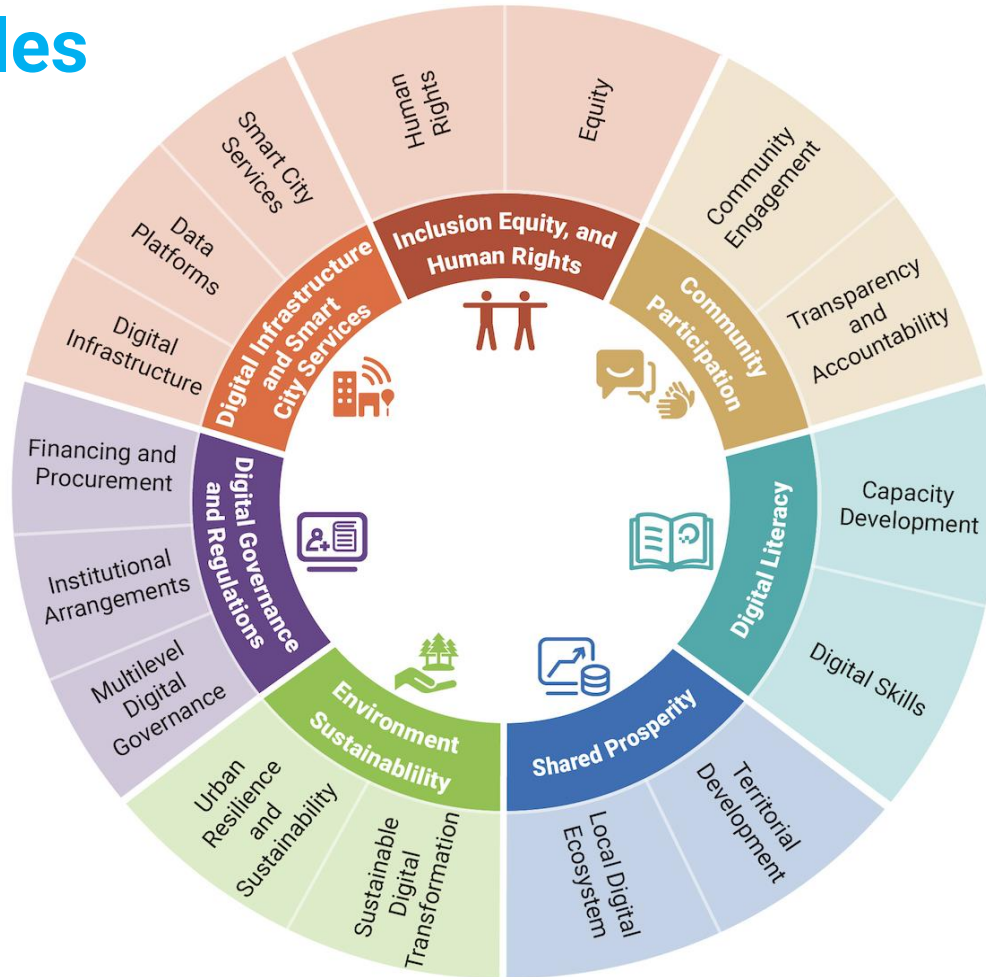 des
Human
Rights
Equity
Inclusion Equity, and
Human Rights
Community
Engagement
Transparency
and
Accountability
Community
Participation
Capacity
Development
Digital Skills
Digital Literacy
Territorial
Development
Local Digital
Ecosystem
Shared Prosperity
Sustainable
Digital
Transformation
Urban
Resilience
and
Sustainability
Environment
Sustainablility
Multilevel
Digital
Governance
Institutional
Arrangements
Financing and
Procurement
Digital Governance
and Regulations
Digital
Infrastructure
Data
Platforms
Smart City
Services
Digital Infrastructure
and Smart
City Services